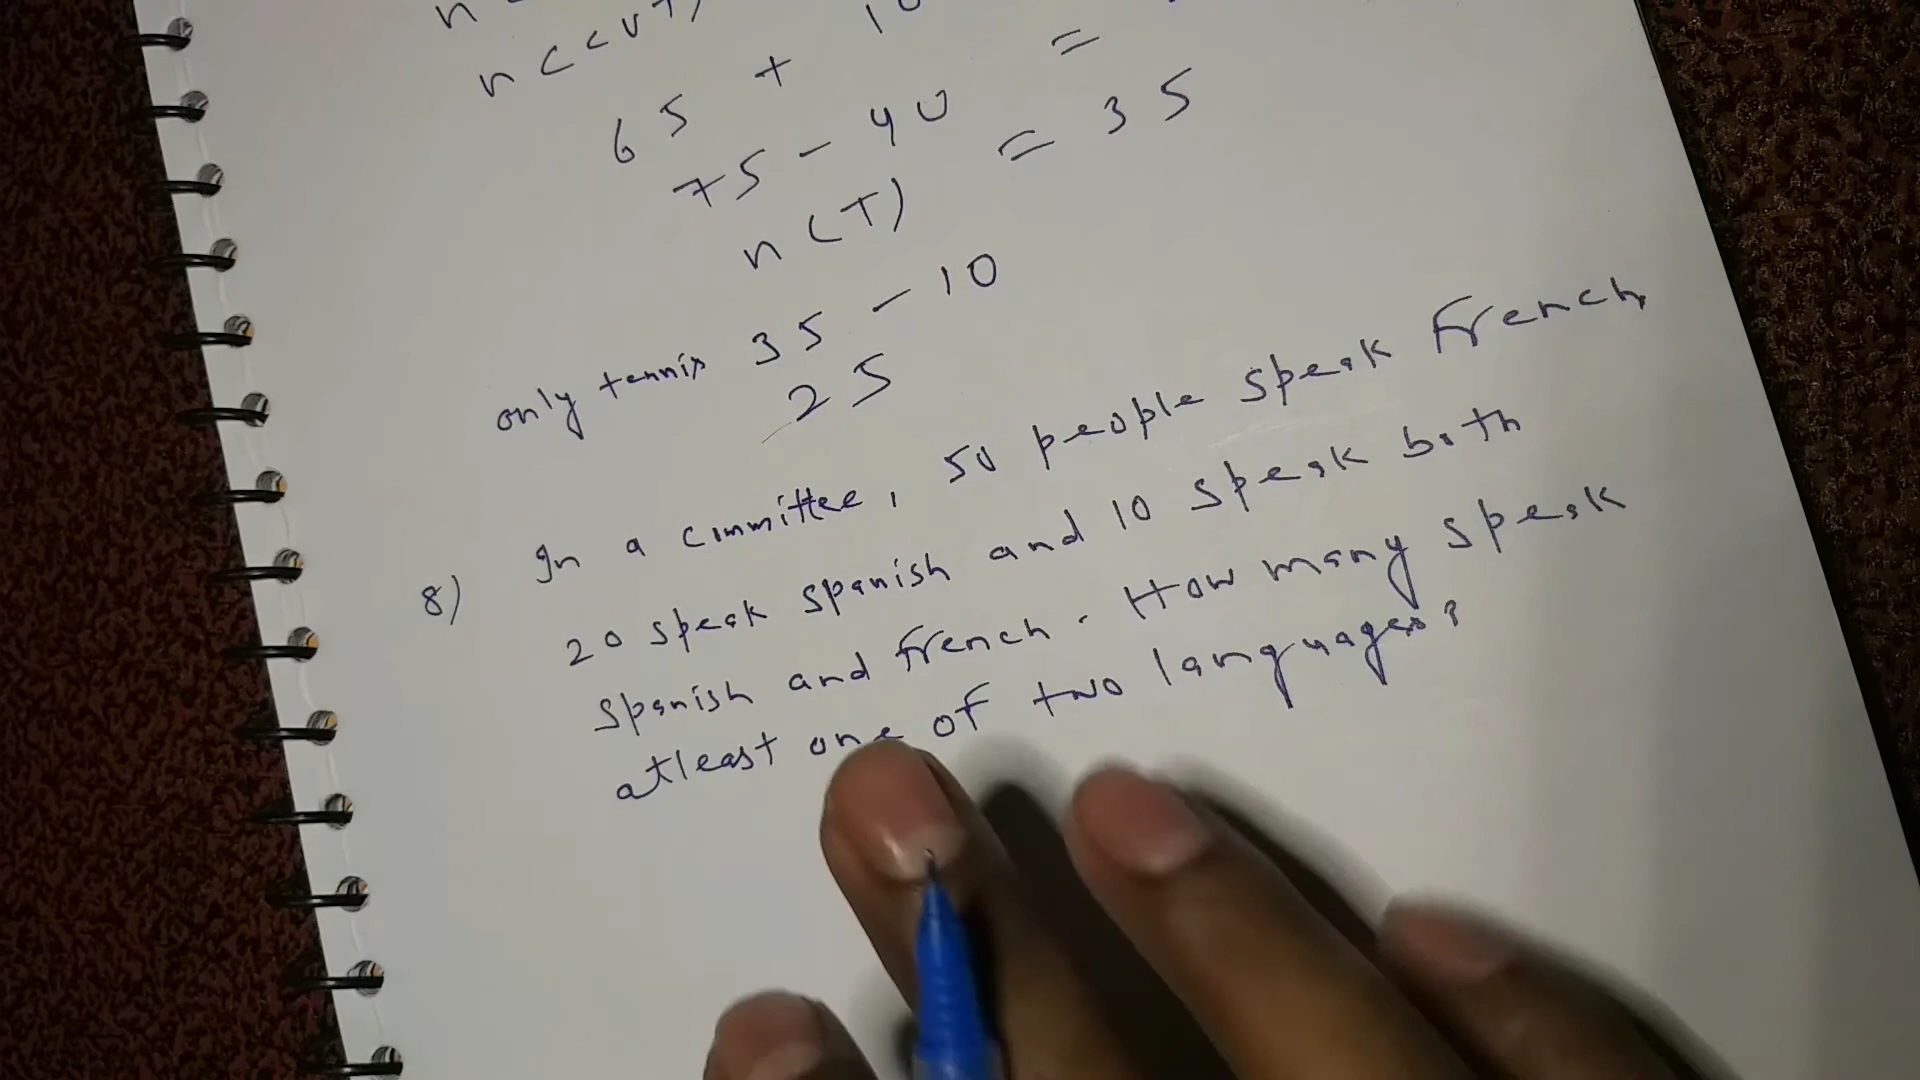 65 + 10 =
75 - 40 = 35
n(T)
only tennis 35 - 10
25
8) In a committee, 50 people speak French,
20 speak spanish and 10 speak both
spanish and french. How many speak
atleast one of two languages?